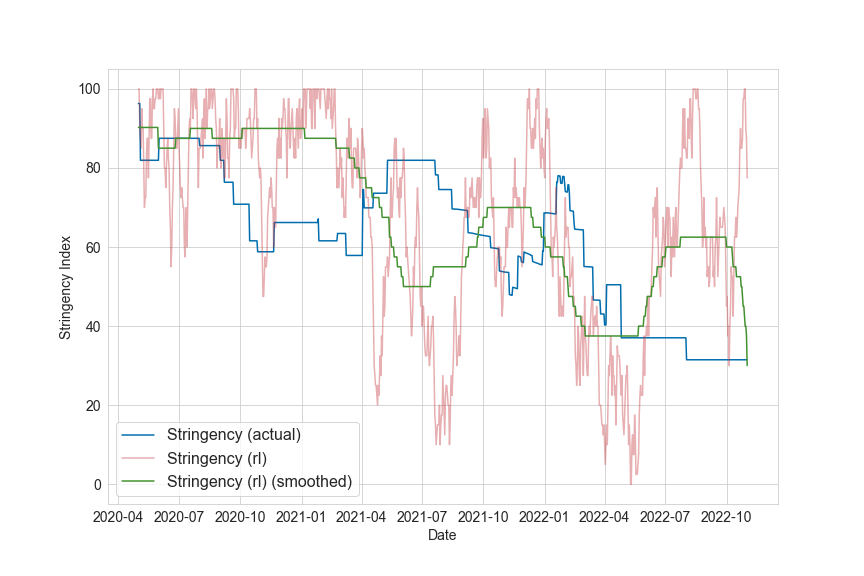 100
80
60
40
20
0
Stringency Index
Stringency (actual)
Stringency (rl)
Stringency (rl) (smoothed)
2020-04 2020-07 2020-10 2021-01 2021-04 2021-07 2021-10 2022-01 2022-04 2022-07 2022-10
Date